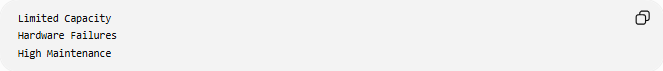 Limited Capacity
Hardware Failures
High Maintenance